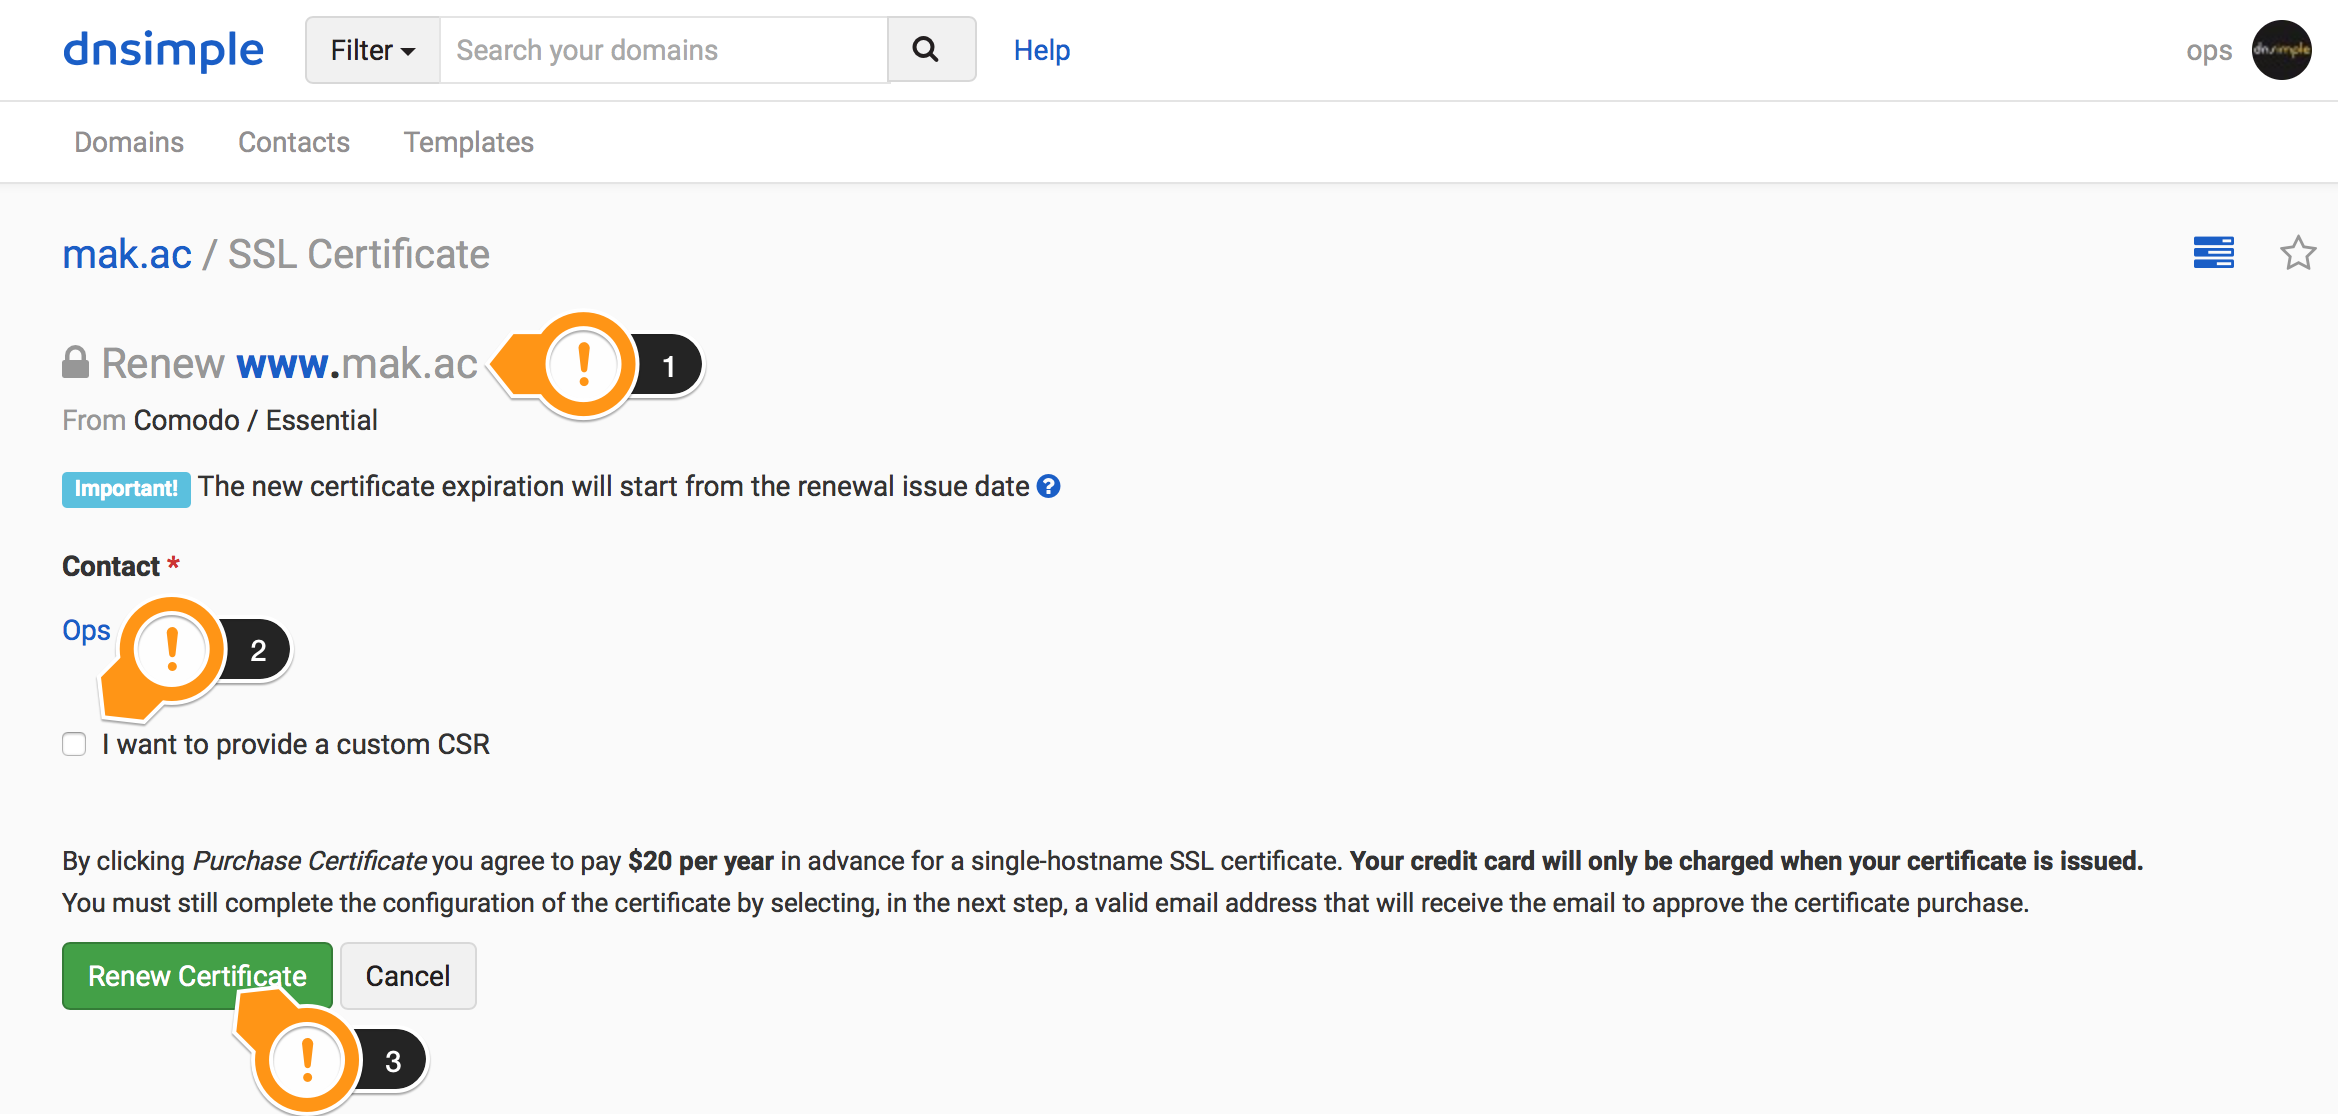 dnsimple Filter Search your domains Help ops dnsimple
Domains Contacts Templates
mak.ac / SSL Certificate
Renew www.mak.ac ! 1
From Comodo / Essential
Important! The new certificate expiration will start from the renewal issue date ?
Contact *
Ops ! 2
I want to provide a custom CSR
By clicking Purchase Certificate you agree to pay $20 per year in advance for a single-hostname SSL certificate. Your credit card will only be charged when your certificate is issued.
You must still complete the configuration of the certificate by selecting, in the next step, a valid email address that will receive the email to approve the certificate purchase.
Renew Certificate Cancel
! 3